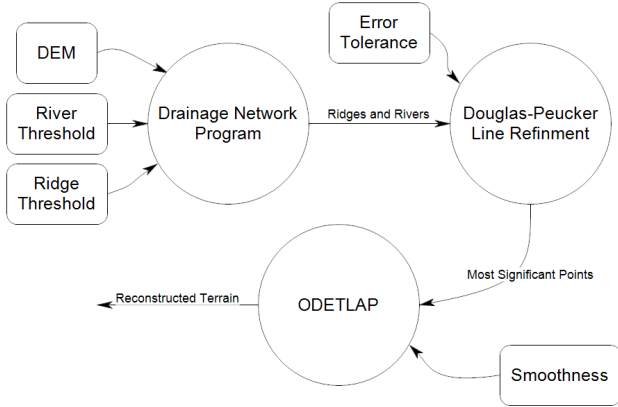 DEM
River
Threshold
Ridge
Threshold
Drainage Network
Program
Ridges and Rivers
Error
Tolerance
Douglas-Peucker
Line Refinment
Most Significant Points
ODETLAP
Reconstructed Terrain
Smoothness